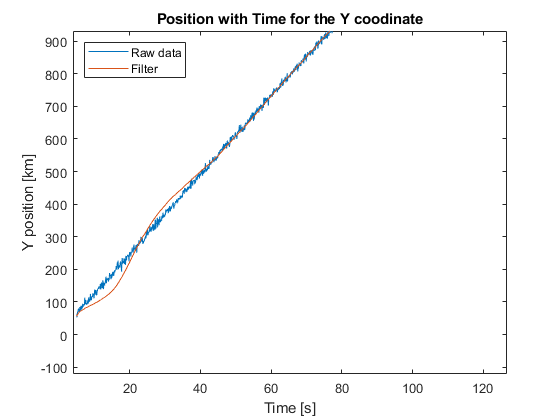 Position with Time for the Y coodinate
Raw data
Filter
900
800
700
600
500
400
300
200
100
0
-100
Y position [km]
20 40 60 80 100 120
Time [s]